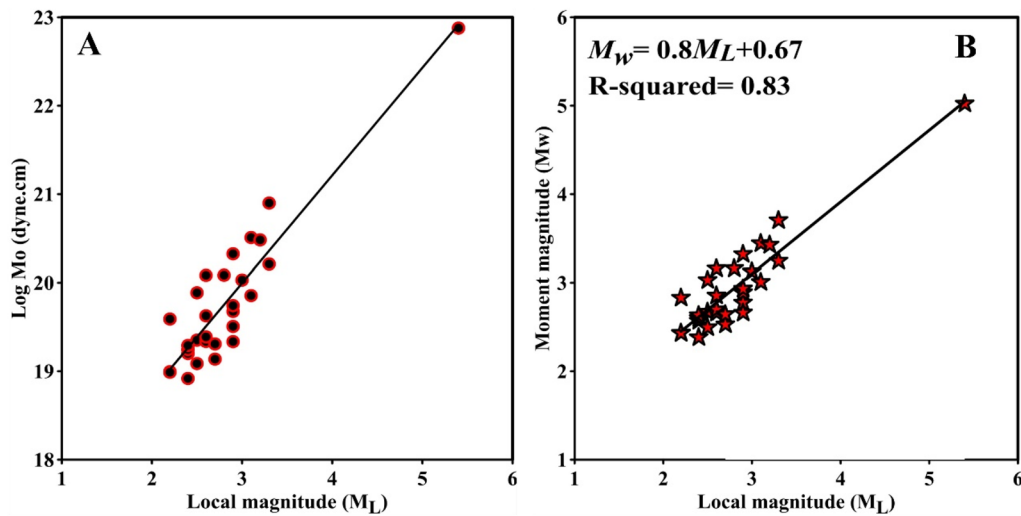 A
23
22
21
20
19
18
Log Mo (dyne.cm)
1 2 3 4 5 6
Local magnitude (ML)
B
Mw= 0.8ML+0.67
R-squared= 0.83
6
5
4
3
2
1
Moment magnitude (Mw)
1 2 3 4 5 6
Local magnitude (ML)